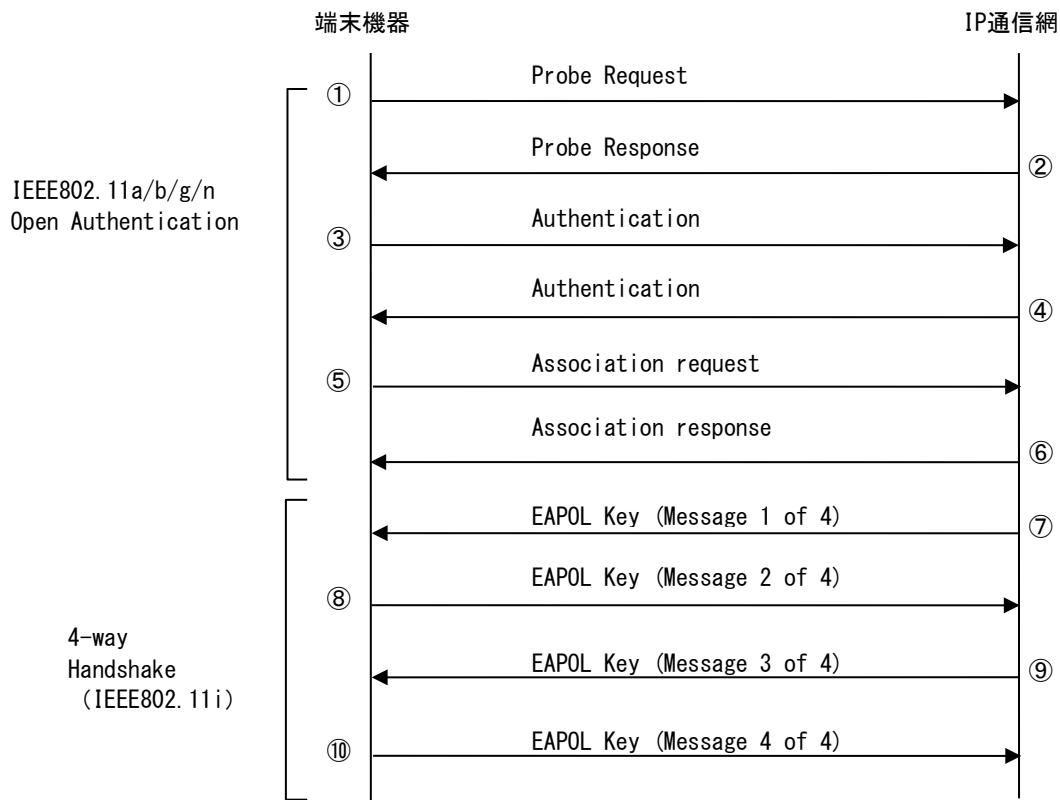 端末機器
IP通信網
Probe Request
①
Probe Response
②
IEEE802.11a/b/g/n
Open Authentication
Authentication
③
Authentication
④
Association request
⑤
Association response
⑥
EAPOL Key (Message 1 of 4)
⑦
EAPOL Key (Message 2 of 4)
⑧
4-way
Handshake
（IEEE802.11i）
EAPOL Key (Message 3 of 4)
⑨
EAPOL Key (Message 4 of 4)
⑩